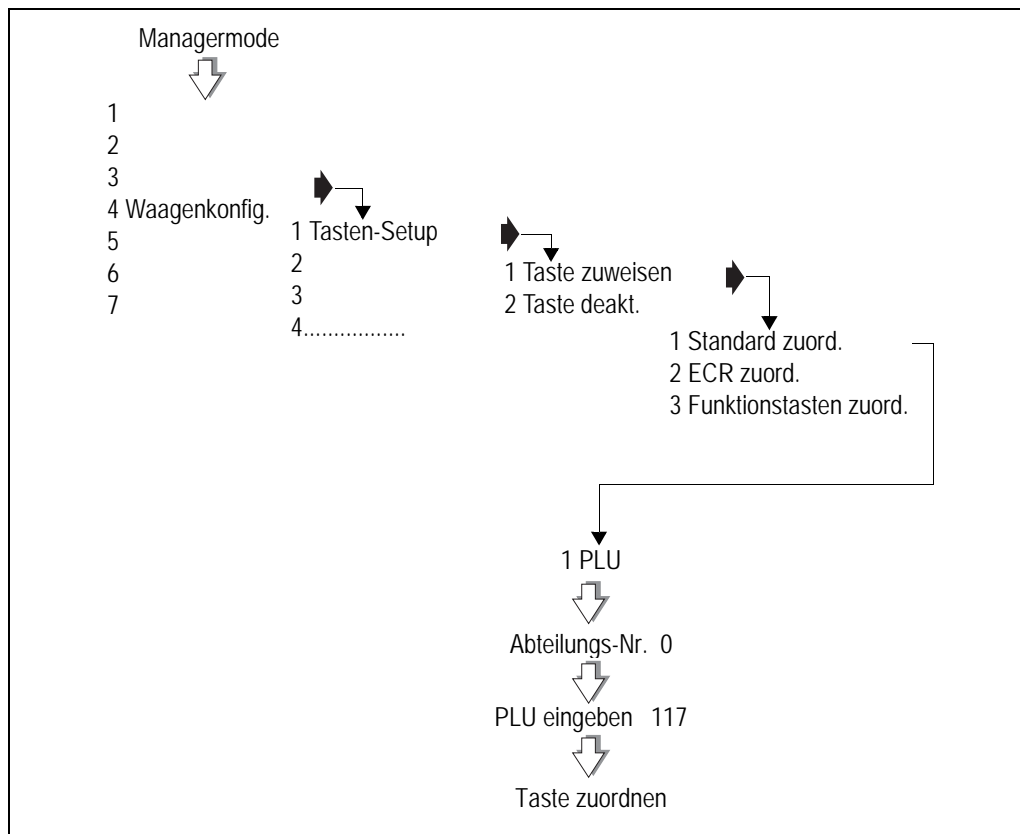 Managermode
1
2
3
4 Waagenkonfig.
5
6
7
1 Tasten-Setup
2
3
4.................
1 Taste zuweisen
2 Taste deakt.
1 Standard zuord.
2 ECR zuord.
3 Funktionstasten zuord.
1 PLU
Abteilungs-Nr. 0
PLU eingeben 117
Taste zuordnen